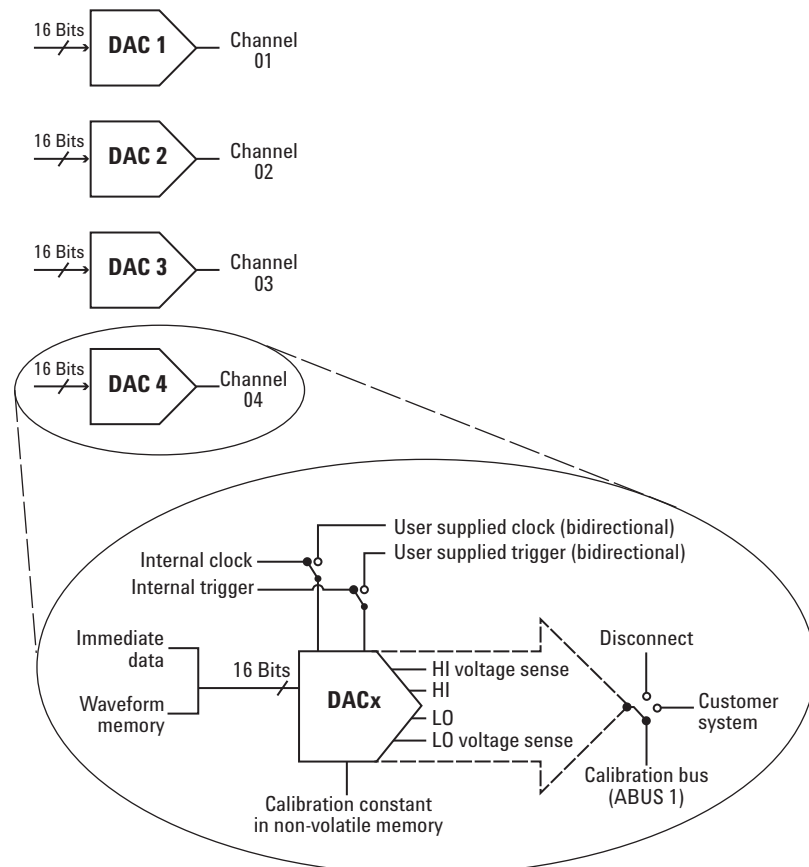 16 Bits
DAC 1
Channel
01
16 Bits
DAC 2
Channel
02
16 Bits
DAC 3
Channel
03
16 Bits
DAC 4
Channel
04
User supplied clock (bidirectional)
Internal clock
User supplied trigger (bidirectional)
Internal trigger
Immediate
data
Waveform
memory
16 Bits
DACx
HI voltage sense
HI
LO
LO voltage sense
Disconnect
Customer
system
Calibration bus
(ABUS 1)
Calibration constant
in non-volatile memory